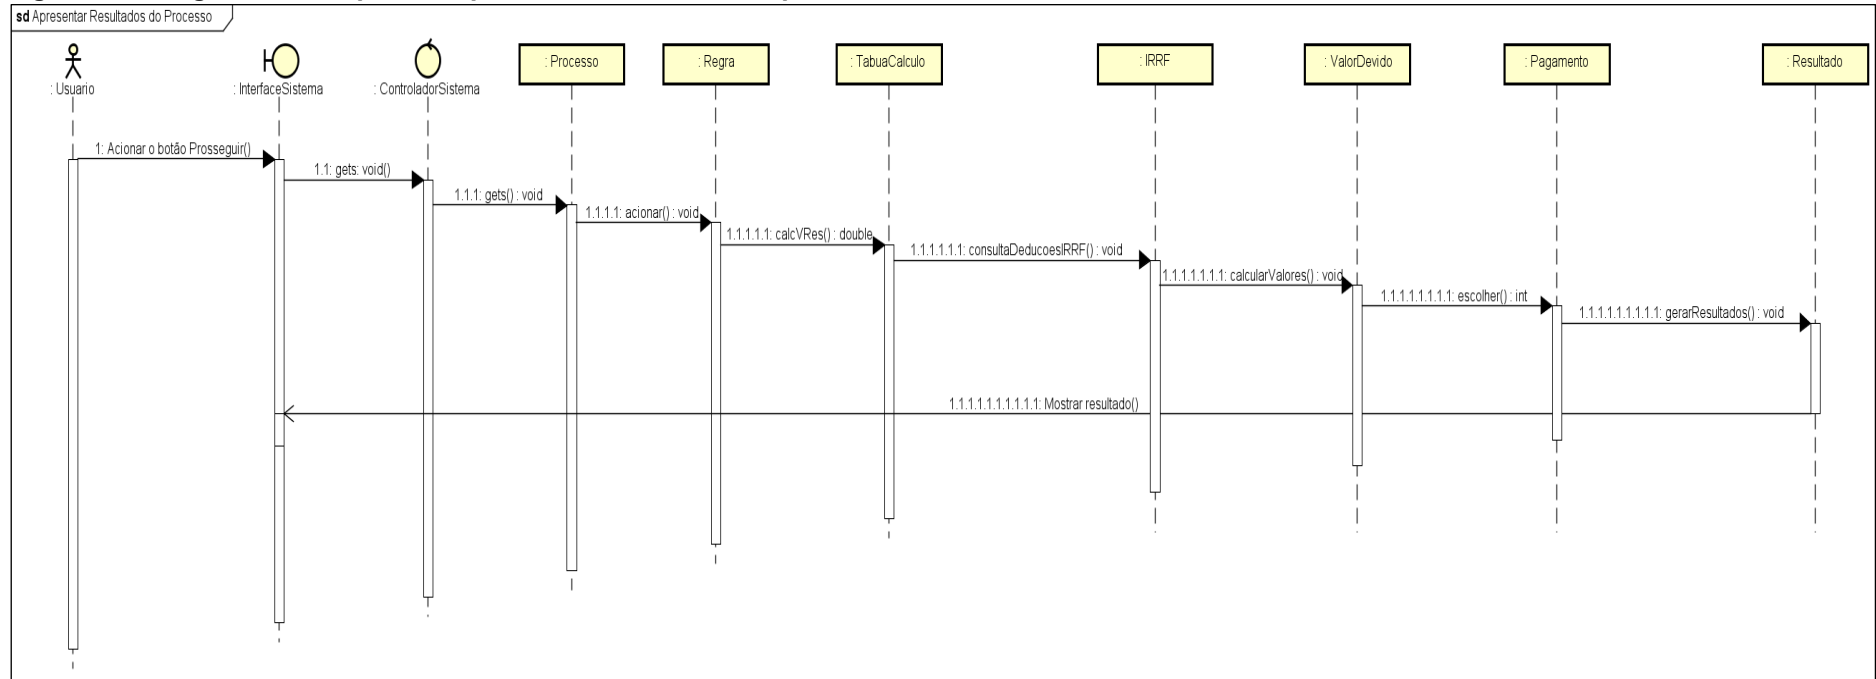 sd Apresentar Resultados do Processo
: Usuario
: InterfaceSistema
: ControladorSistema
: Processo
: Regra
: TabuaCalculo
: IRRF
: ValorDevido
: Pagamento
: Resultado
1: Acionar o botão Prosseguir()
1.1: gets: void()
1.1.1: gets() : void
1.1.1.1: acionar() : void
1.1.1.1.1: calcVRes() : double
1.1.1.1.1.1: consultaDeducoesIRRF() : void
1.1.1.1.1.1.1: calcularValores() : void
1.1.1.1.1.1.1.1: escolher() : int
1.1.1.1.1.1.1.1.1: gerarResultados() : void
1.1.1.1.1.1.1.1.1.1: Mostrar resultado()